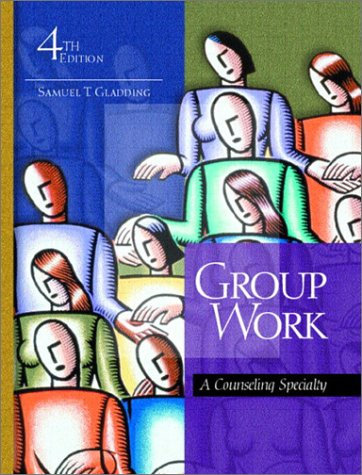 4TH
EDITION
SAMUEL T. GLADDING
GROUP
WORK
A Counseling Specialty